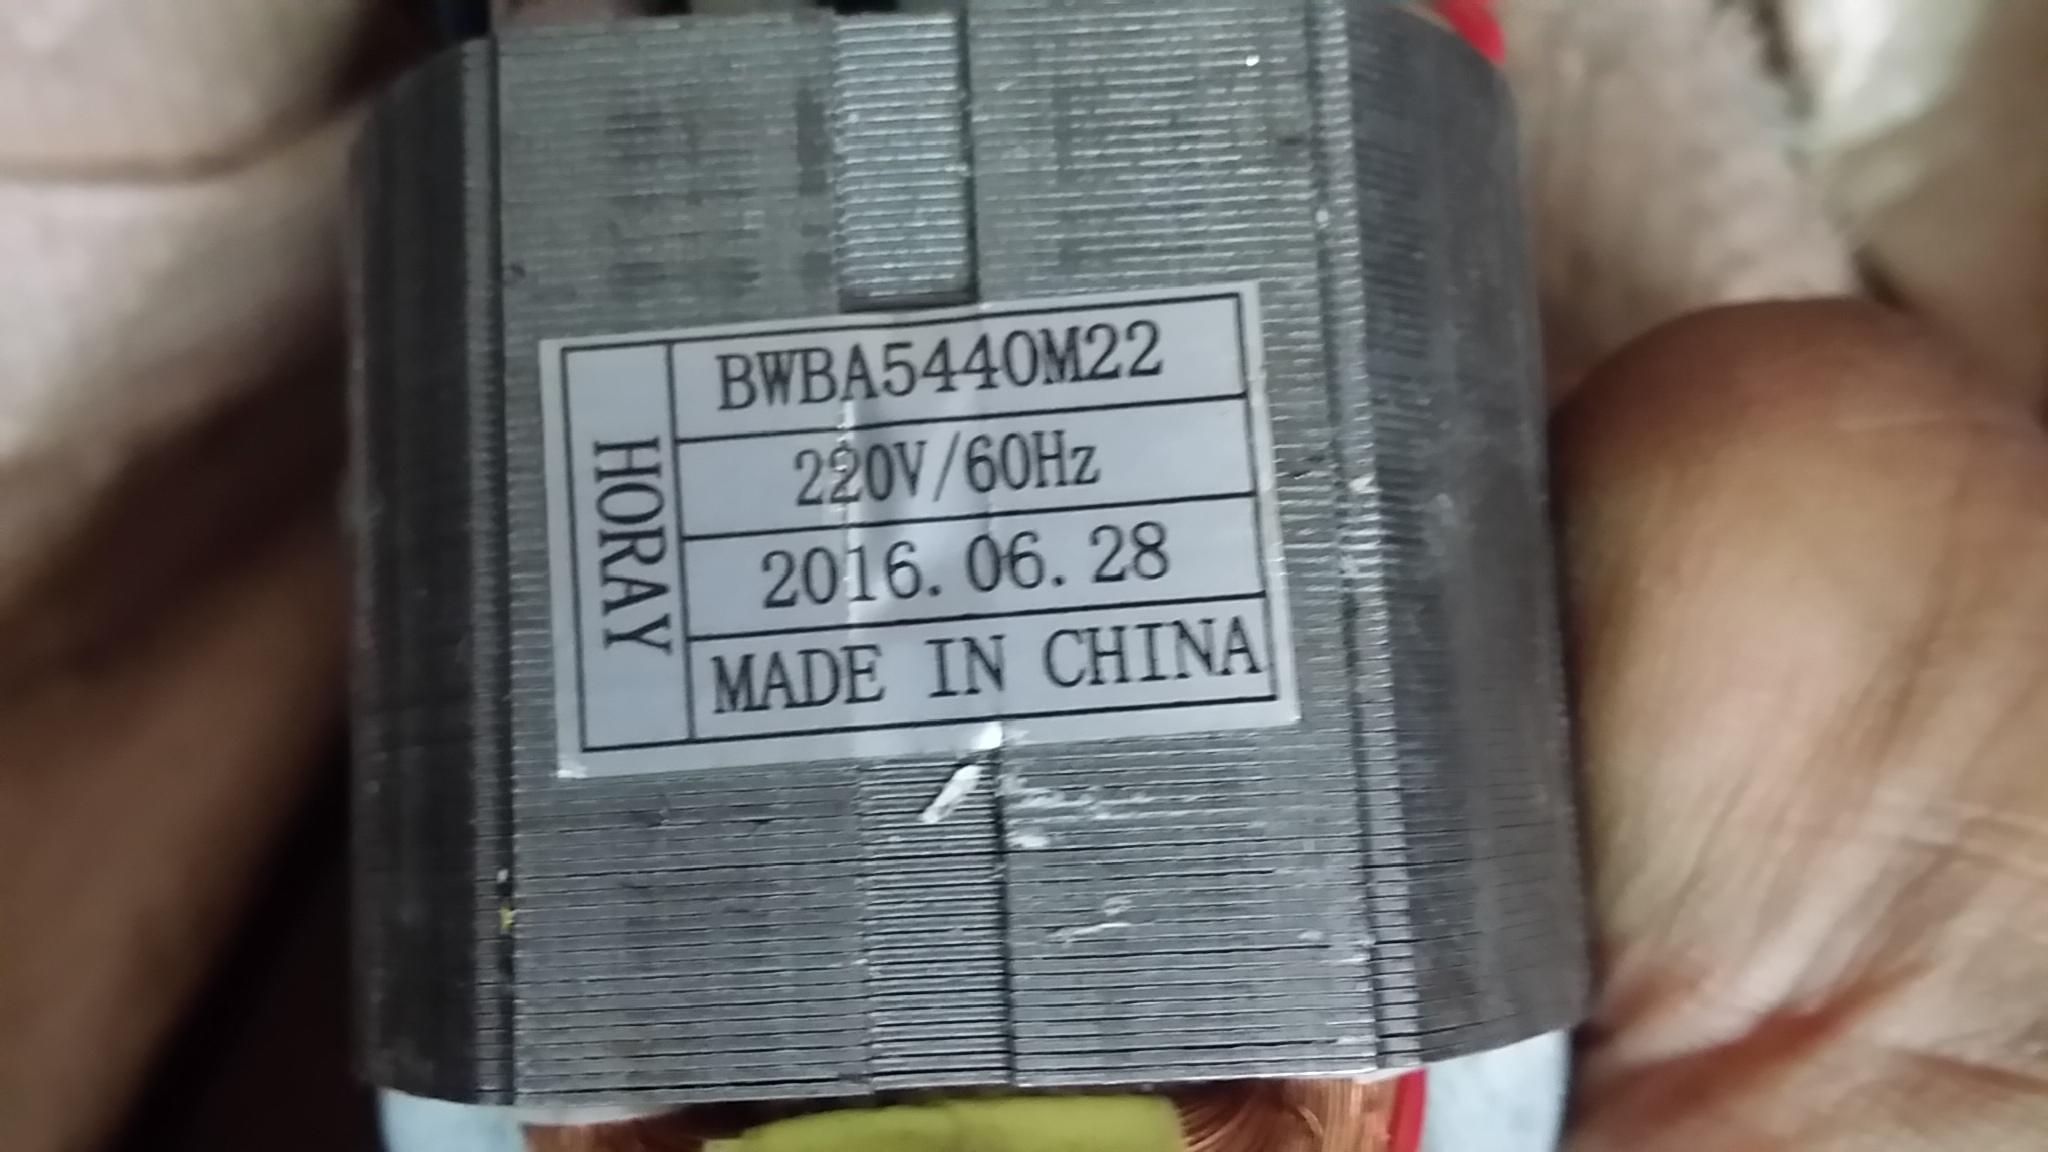 HORAY
BWBA5440M22
220V/60Hz
2016.06.28
MADE IN CHINA